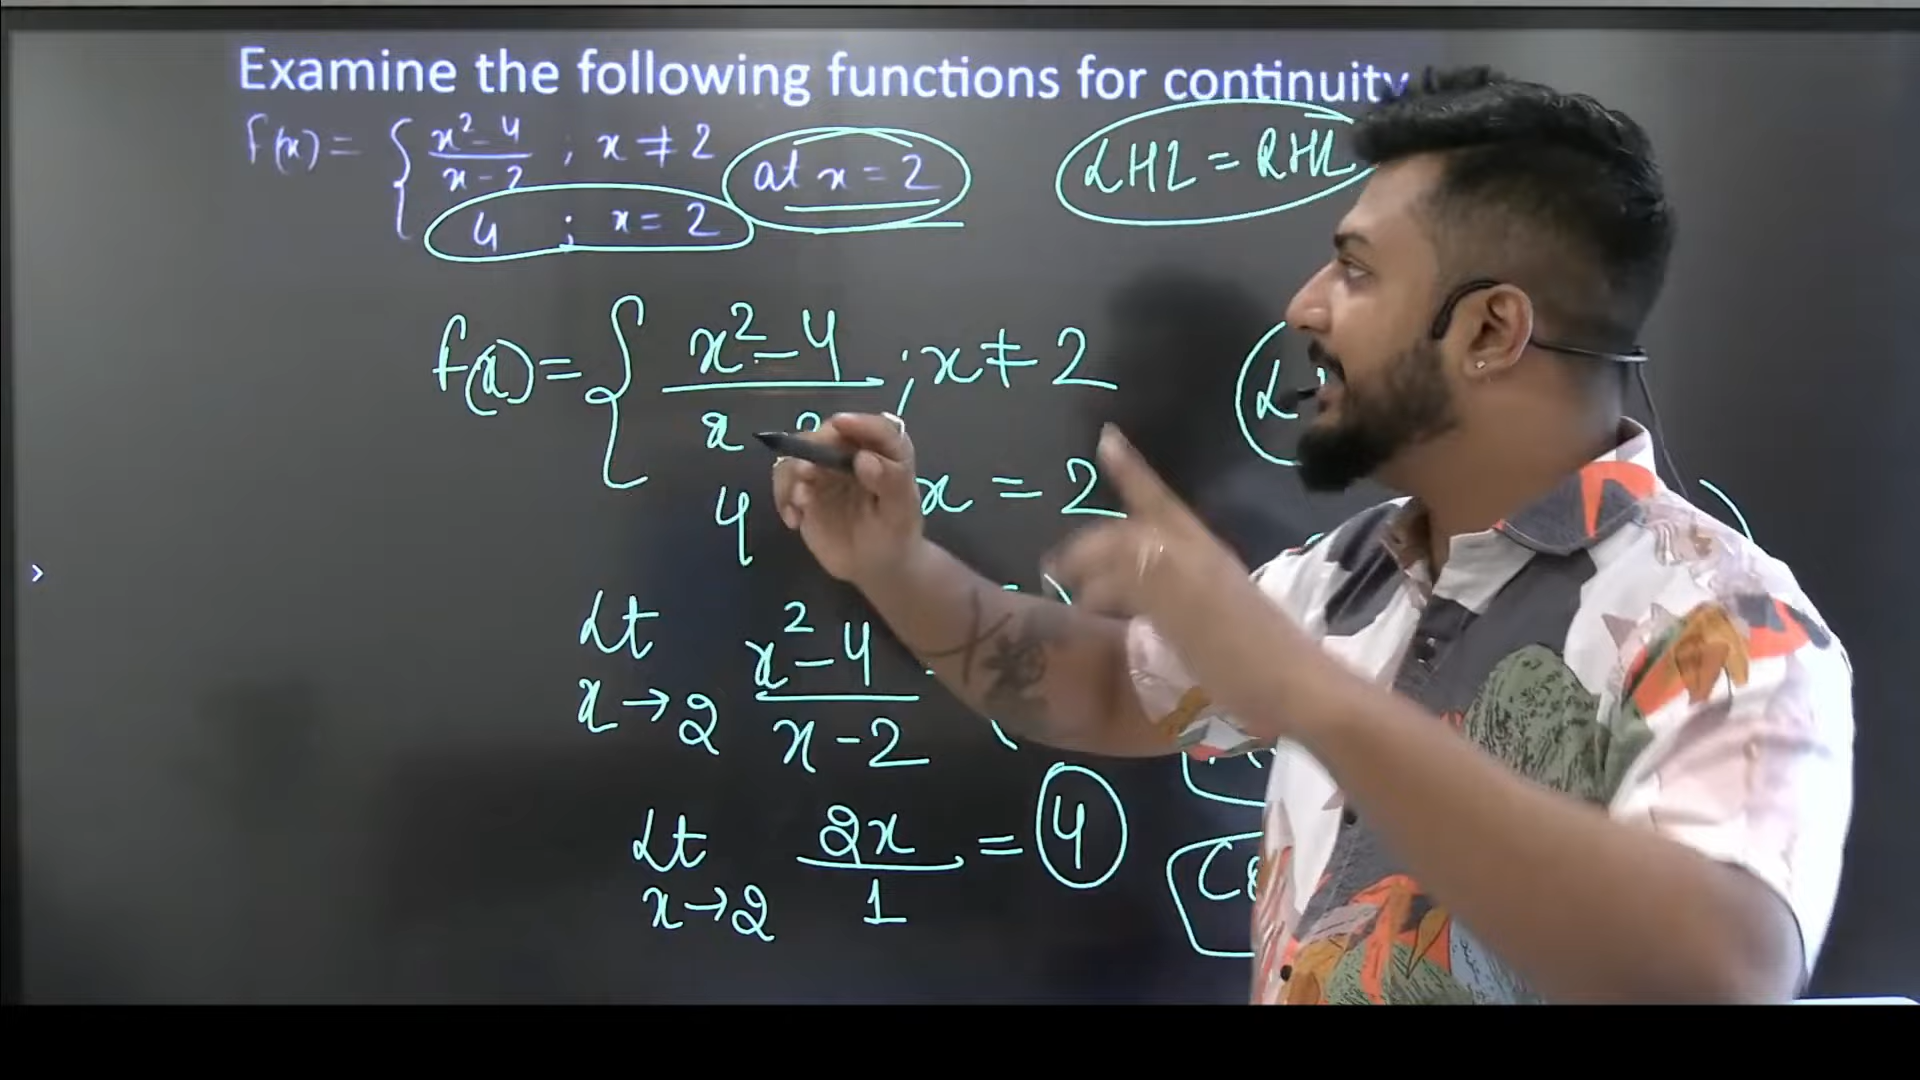 Examine the following functions for continuity
f(x) = { x² - 4 / x - 2 ; x ≠ 2
4 ; x = 2
at x = 2
LHL = RHL
f(x) = { x² - 4 / x - 2 ; x ≠ 2
4 x = 2
Lt x → 2 x² - 4 / x - 2
Lt x → 2 2x / 1 = 4